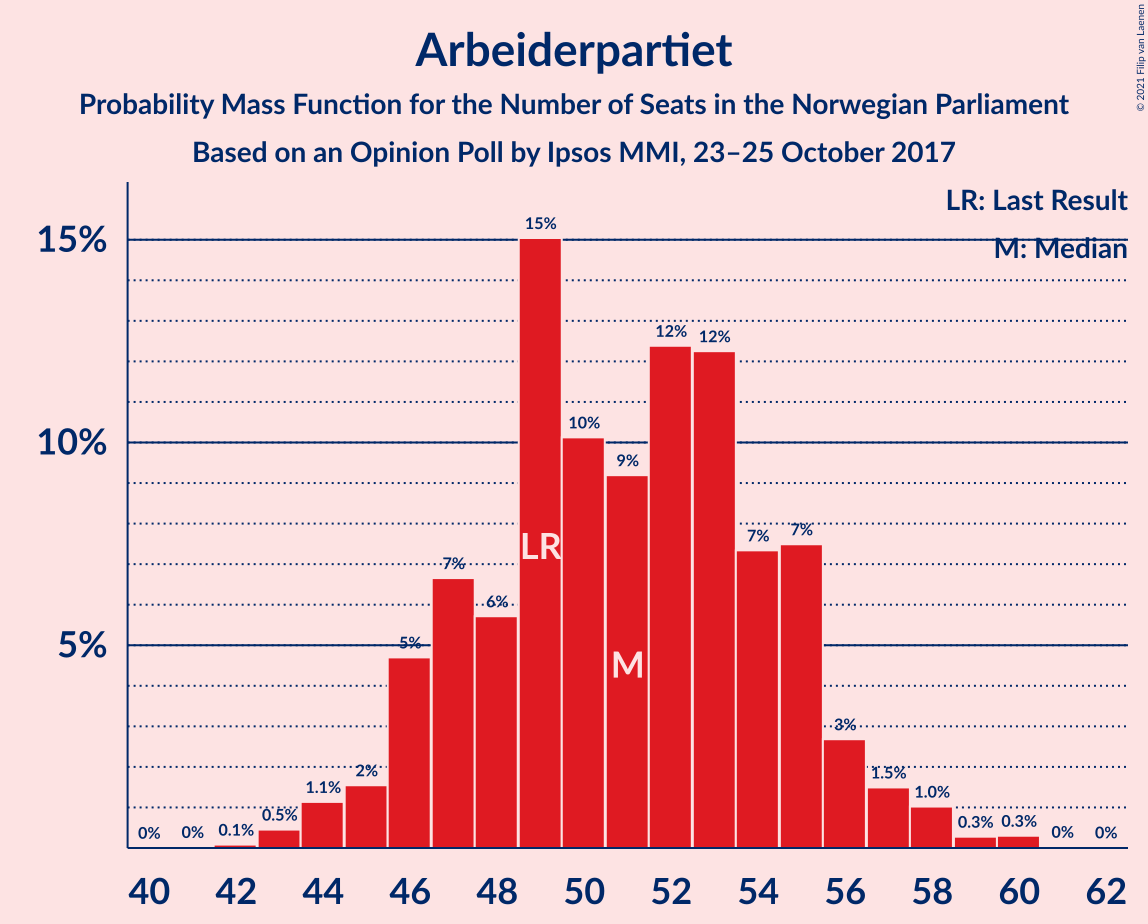 Arbeiderpartiet
Probability Mass Function for the Number of Seats in the Norwegian Parliament
Based on an Opinion Poll by Ipsos MMI, 23–25 October 2017
© 2021 Filip van Laenen
LR: Last Result
M: Median
15%
10%
5%
0%
0%
0.1%
0.5%
1.1%
2%
5%
7%
6%
15%
10%
9%
12%
12%
7%
7%
3%
1.5%
1.0%
0.3%
0.3%
0%
0%
LR
M
40 42 44 46 48 50 52 54 56 58 60 62